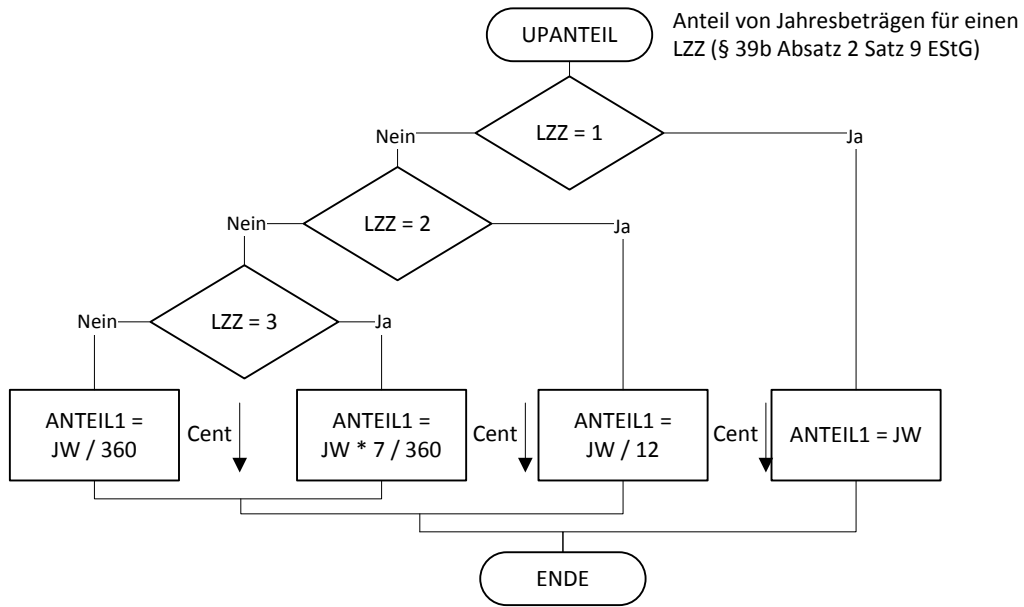 UPANTEIL
Anteil von Jahresbeträgen für einen
LZZ (§ 39b Absatz 2 Satz 9 EStG)
LZZ = 1
Nein
Ja
LZZ = 2
Nein
Ja
LZZ = 3
Nein
Ja
ANTEIL1 =
JW / 360
Cent
ANTEIL1 =
JW * 7 / 360
Cent
ANTEIL1 =
JW / 12
Cent
ANTEIL1 = JW
ENDE